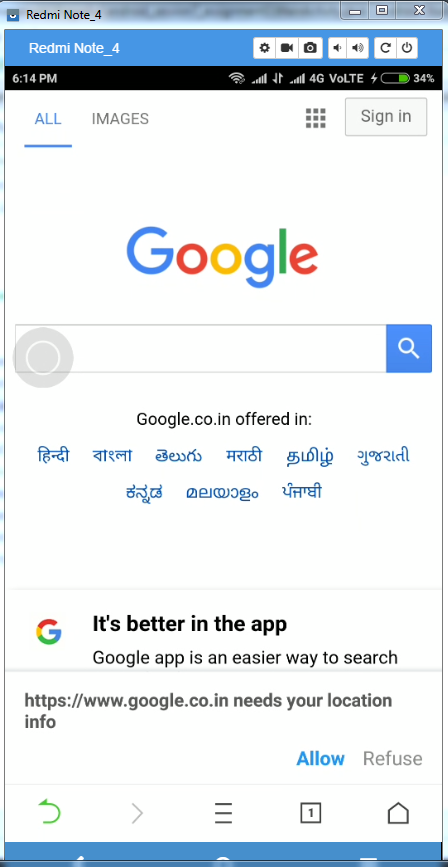 Redmi Note_4
Redmi Note_4
6:14 PM 4G VoLTE 34%
ALL IMAGES Sign in
Google
Google.co.in offered in:
हिन्दी বাংলা తెలుగు मराठी தமிழ் ગુજરાતી
ಕನ್ನಡ മലയാളം ਪੰਜਾਬੀ
G It's better in the app
Google app is an easier way to search
https://www.google.co.in needs your location
info
Allow Refuse
1